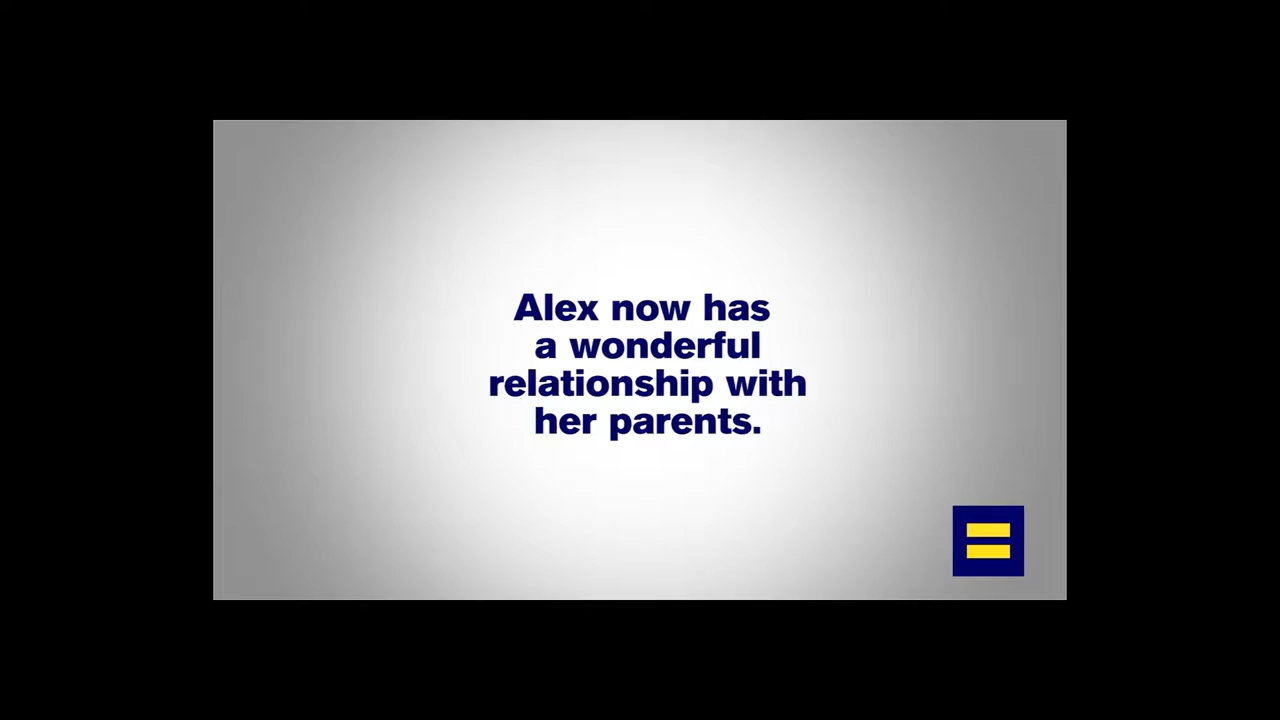 Alex now has
a wonderful
relationship with
her parents.